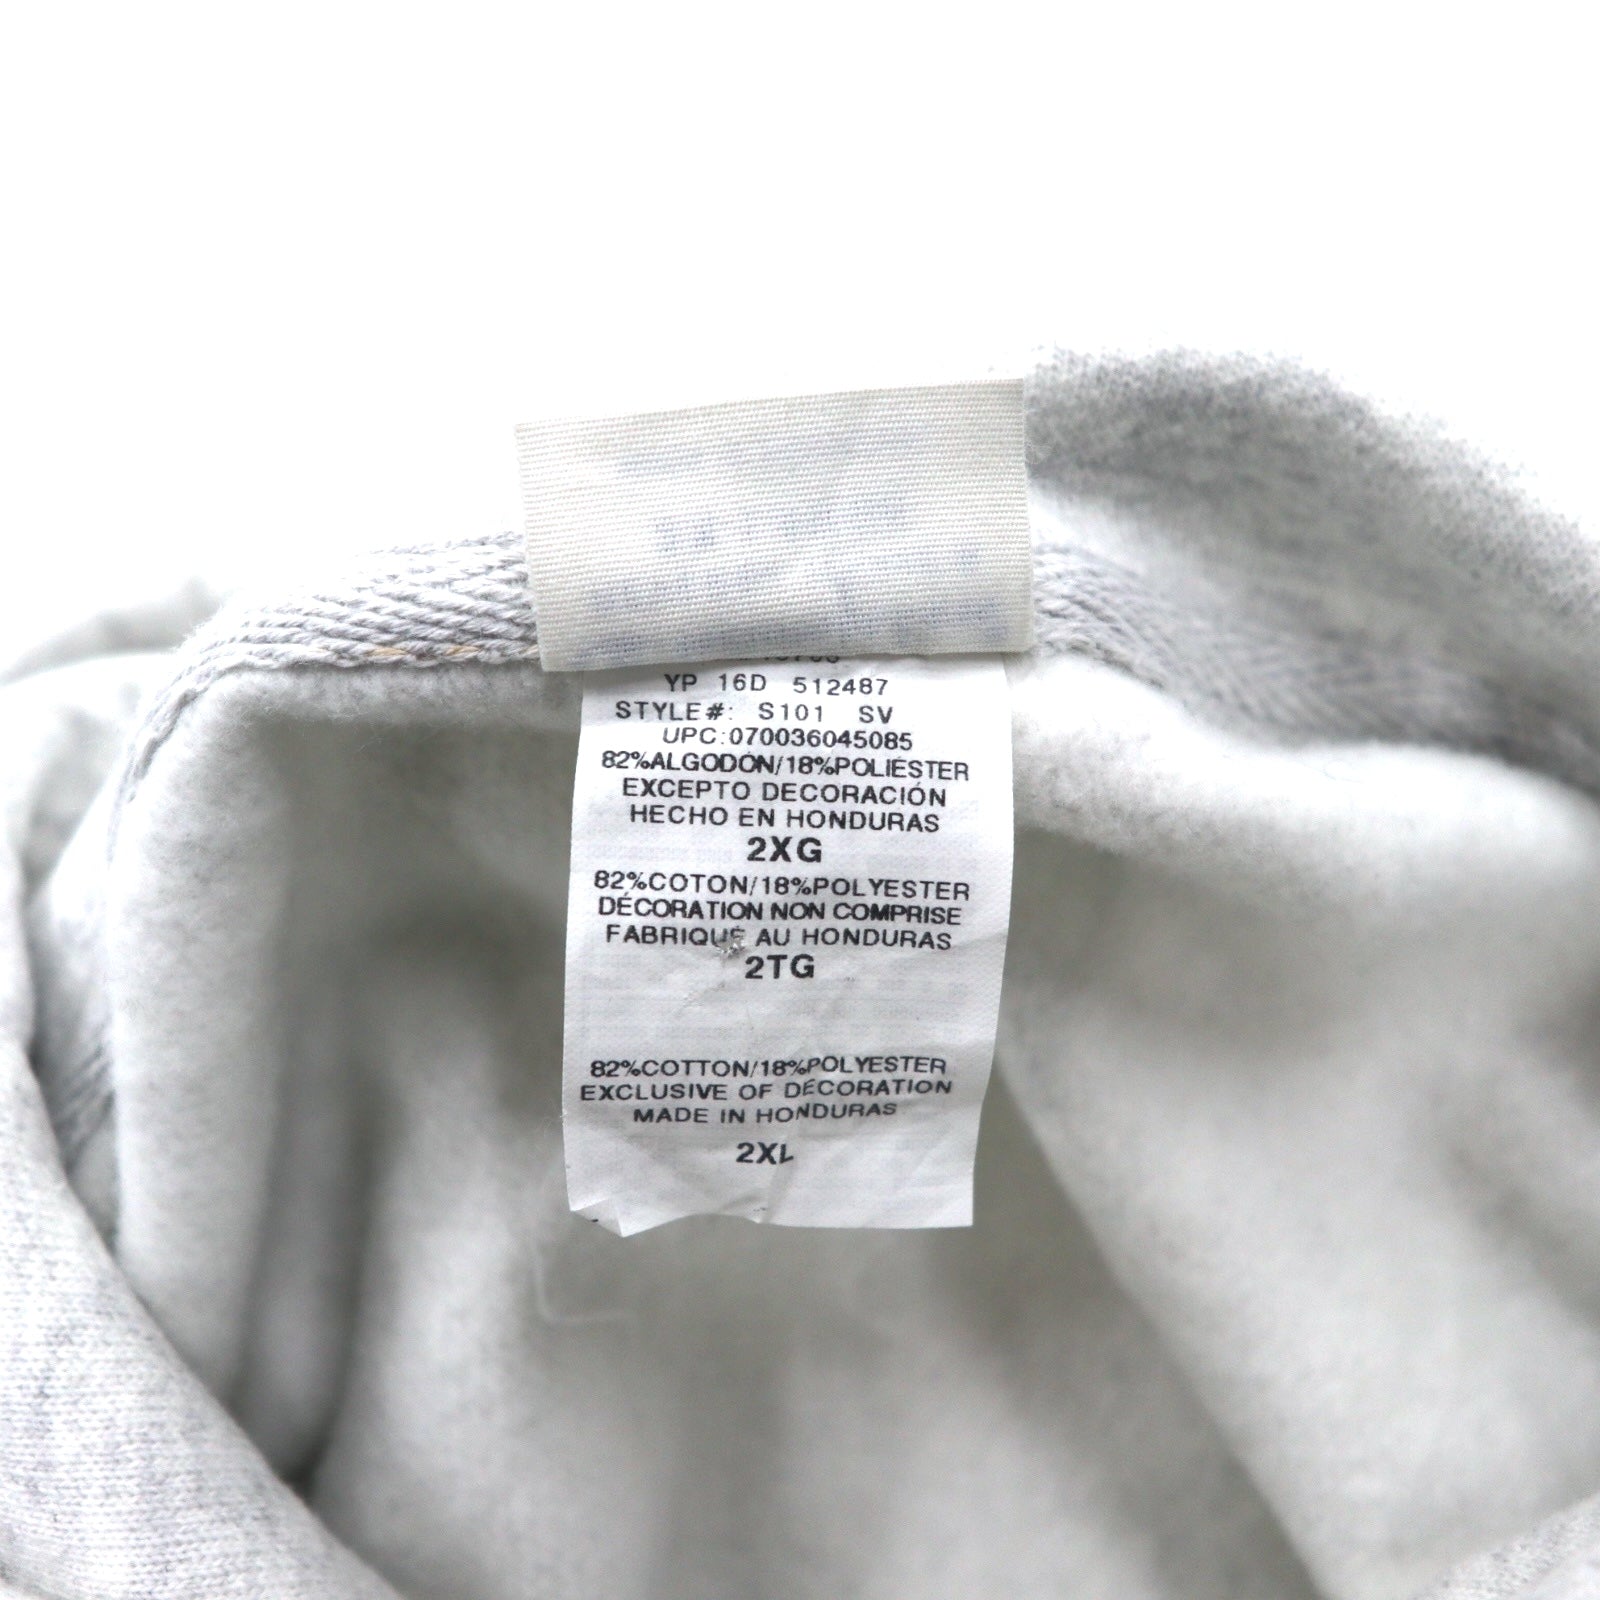 YP 16D 512487
STYLE#: S101 SV
UPC:070036045085
82%ALGODÓN/18%POLIÉSTER
EXCEPTO DECORACIÓN
HECHO EN HONDURAS
2XG
82%COTON/18%POLYESTER
DÉCORATION NON COMPRISE
FABRIQUÉ AU HONDURAS
2TG
82%COTTON/18%POLYESTER
EXCLUSIVE OF DECORATION
MADE IN HONDURAS
2XL